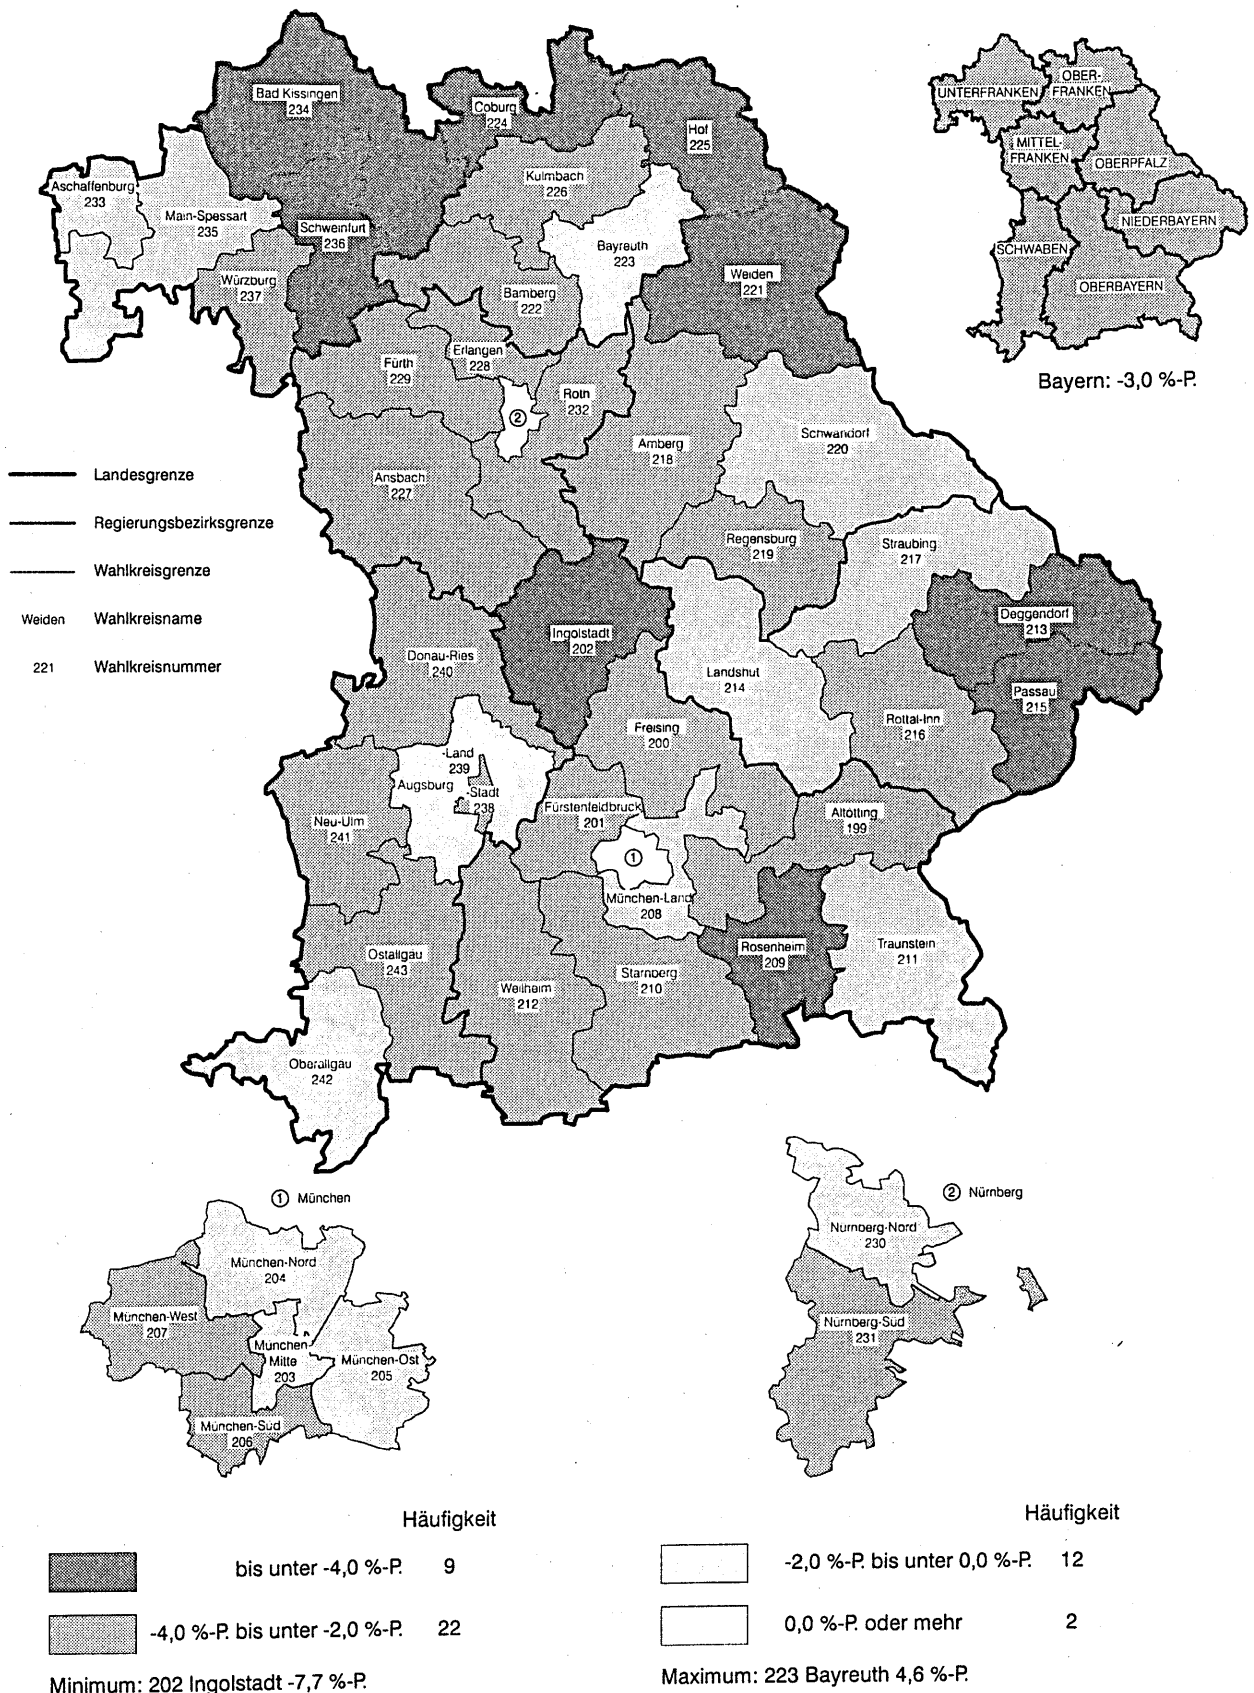 Bad Kissingen
234
Coburg
224
Hof
225
Kulmbach
226
Aschaffenburg
233
Main-Spessart
235
Schweinfurt
236
Bayreuth
223
Würzburg
237
Weiden
221
Bamberg
222
Erlangen
228
Fürth
229
Roth
232
②
Amberg
218
Schwandorf
220
Ansbach
227
Regensburg
219
Straubing
217
Deggendorf
213
Ingolstadt
202
Donau-Ries
240
Landshut
214
Passau
215
Rottal-Inn
216
Freising
200
-Land
239
Augsburg
-Stadt
238
Fürstenfeldbruck
201
Neu-Ulm
241
Altötting
199
①
München-Land
208
Rosenheim
209
Traunstein
211
Ostallgäu
243
Weilheim
212
Starnberg
210
Oberallgäu
242
UNTERFRANKEN
OBER-
FRANKEN
MITTEL-
FRANKEN
OBERPFALZ
NIEDERBAYERN
SCHWABEN
OBERBAYERN
Bayern: -3,0 %-P.
Landesgrenze
Regierungsbezirksgrenze
Wahlkreisgrenze
Weiden Wahlkreisname
221 Wahlkreisnummer
① München
München-Nord
204
München-West
207
München-
Mitte
203
München-Ost
205
München-Süd
206
② Nürnberg
Nürnberg-Nord
230
Nürnberg-Süd
231
Häufigkeit
bis unter -4,0 %-P. 9
-4,0 %-P. bis unter -2,0 %-P. 22
Minimum: 202 Ingolstadt -7,7 %-P.
Häufigkeit
-2,0 %-P. bis unter 0,0 %-P. 12
0,0 %-P. oder mehr 2
Maximum: 223 Bayreuth 4,6 %-P.